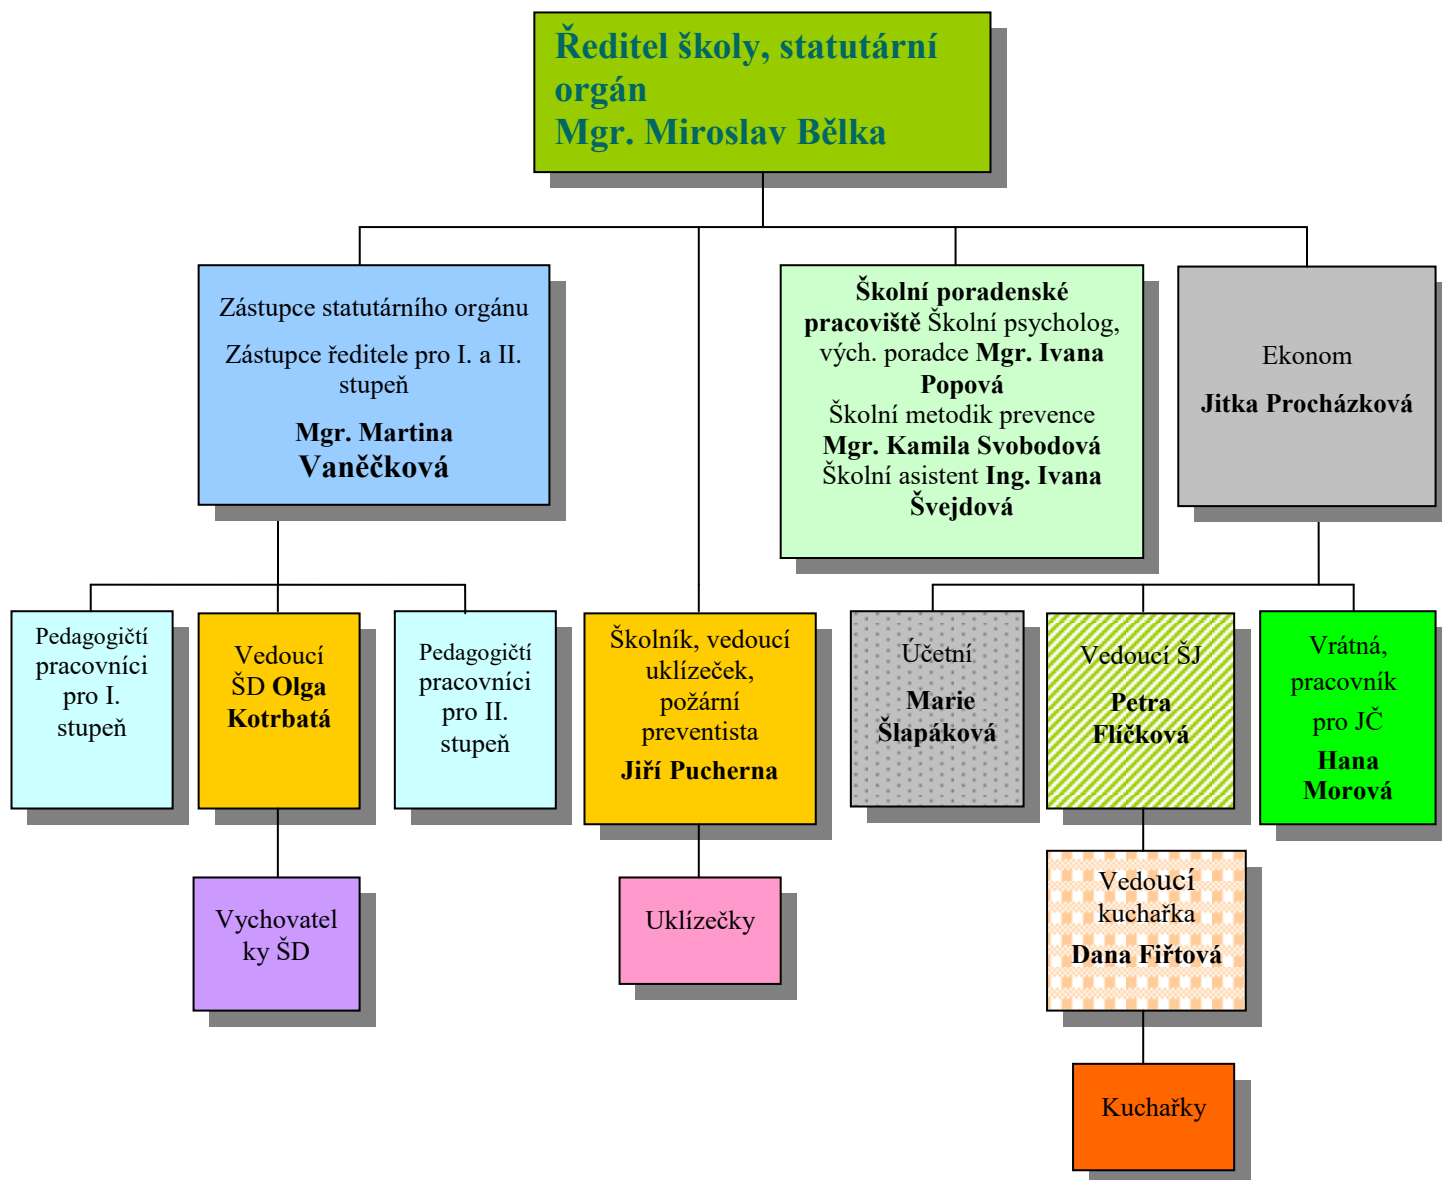 Ředitel školy, statutární
orgán
Mgr. Miroslav Bělka
Zástupce statutárního orgánu
Zástupce ředitele pro I. a II.
stupeň
Mgr. Martina
Vaněčková
Školní poradenské
pracoviště Školní psycholog,
vých. poradce Mgr. Ivana
Popová
Školní metodik prevence
Mgr. Kamila Svobodová
Školní asistent Ing. Ivana
Švejdová
Ekonom
Jitka Procházková
Pedagogičtí
pracovníci
pro I.
stupeň
Vedoucí
ŠD Olga
Kotrbatá
Pedagogičtí
pracovníci
pro II.
stupeň
Školník, vedoucí
uklízeček,
požární
preventista
Jiří Pucherna
Účetní
Marie
Šlapáková
Vedoucí ŠJ
Petra
Flíčková
Vrátná,
pracovník
pro JČ
Hana
Morová
Vychovatel
ky ŠD
Uklízečky
Vedoucí
kuchařka
Dana Fiřtová
Kuchařky